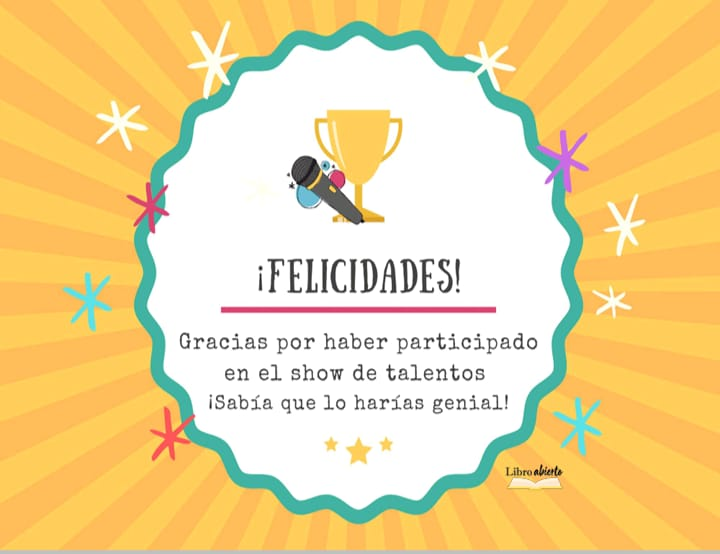 ¡FELICIDADES!
Gracias por haber participado
en el show de talentos
¡Sabía que lo harías genial!
Libro abierto